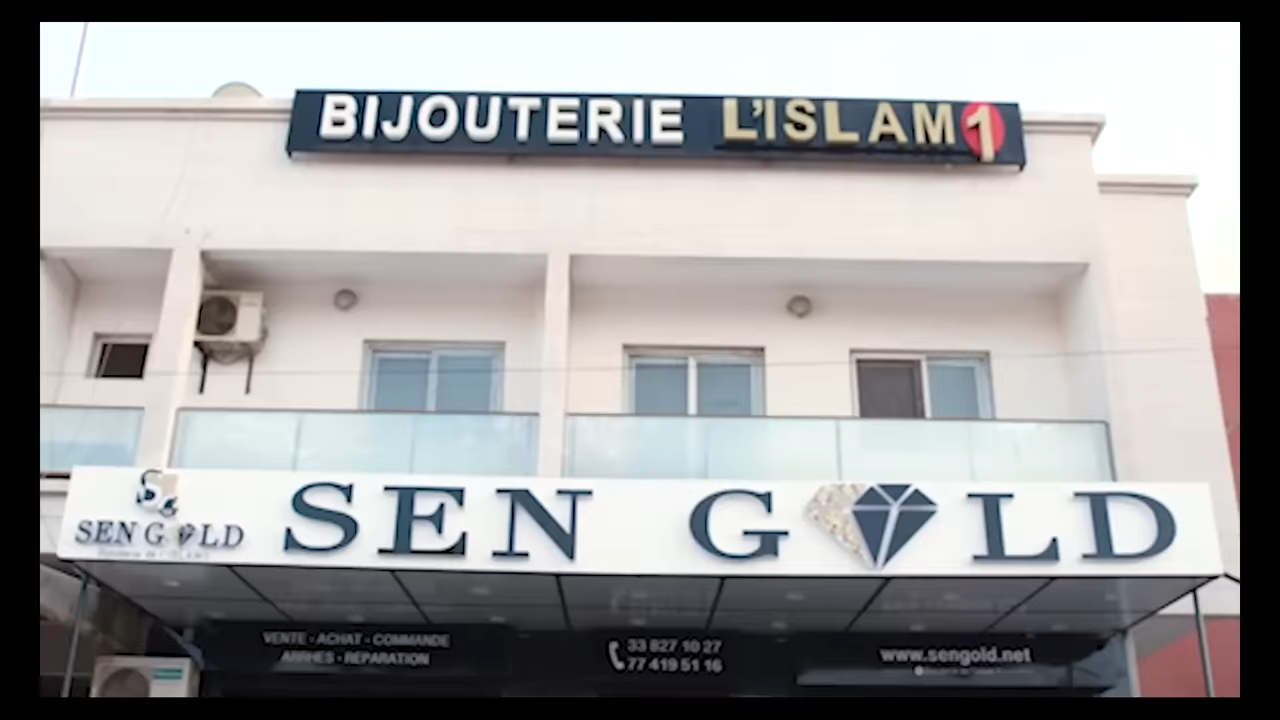 BIJOUTERIE L'ISLAM 1
SEN GOLD
SEN GOLD
VENTE - ACHAT - COMMANDE
ARRHES - REPARATION
33 827 10 27
77 419 51 16
www.sengold.net